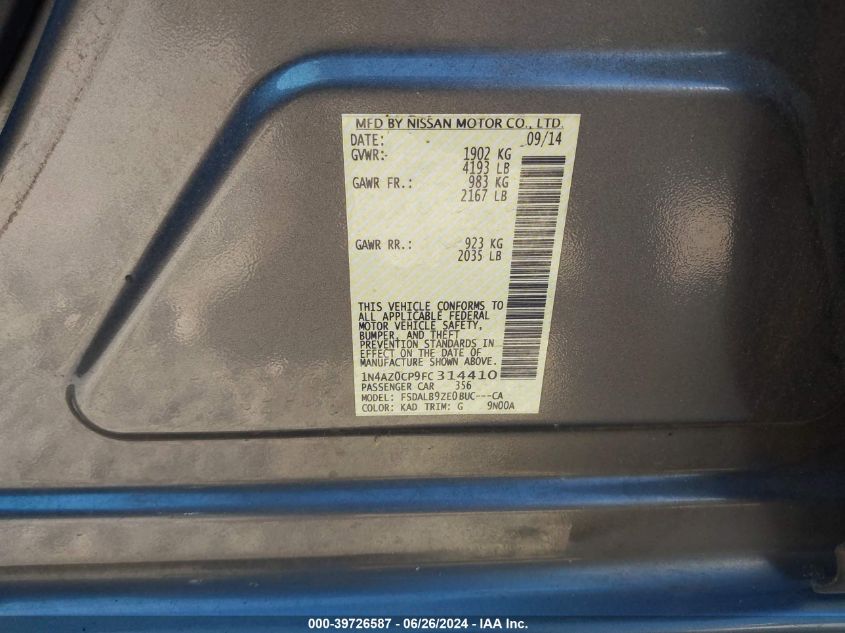 MFD BY NISSAN MOTOR CO., LTD.
DATE: 09/14
GVWR: 1902 KG
4193 LB
GAWR FR.: 983 KG
2167 LB
GAWR RR.: 923 KG
2035 LB
THIS VEHICLE CONFORMS TO
ALL APPLICABLE FEDERAL
MOTOR VEHICLE SAFETY,
BUMPER, AND THEFT
PREVENTION STANDARDS IN
EFFECT ON THE DATE OF
MANUFACTURE SHOWN ABOVE.
1N4AZ0CP9FC314410
PASSENGER CAR 356
MODEL: FSDALB9ZE0BUC---CA
COLOR: KAD TRIM: G 9N00A
000-39726587 - 06/26/2024 - IAA Inc.